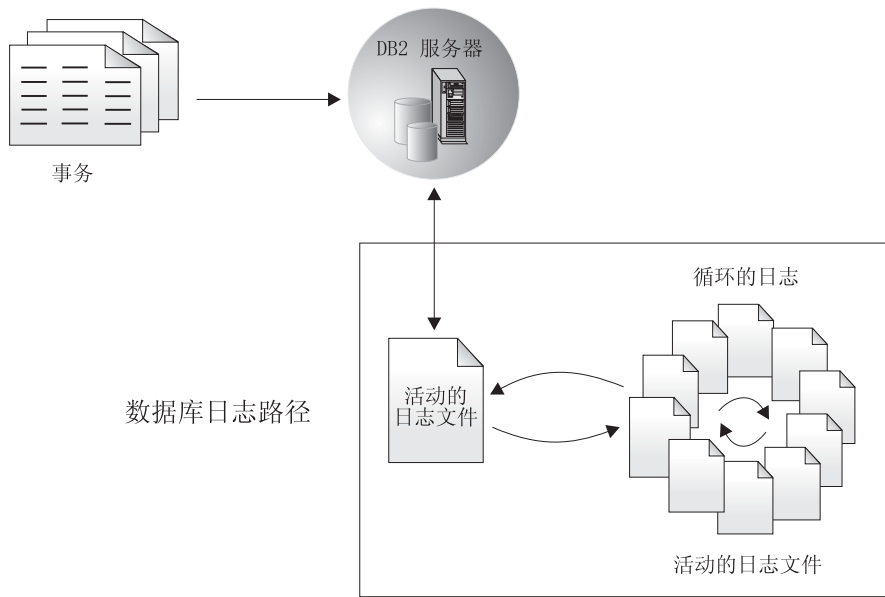 DB2 服务器
事务
循环的日志
活动的
日志文件
数据库日志路径
活动的日志文件